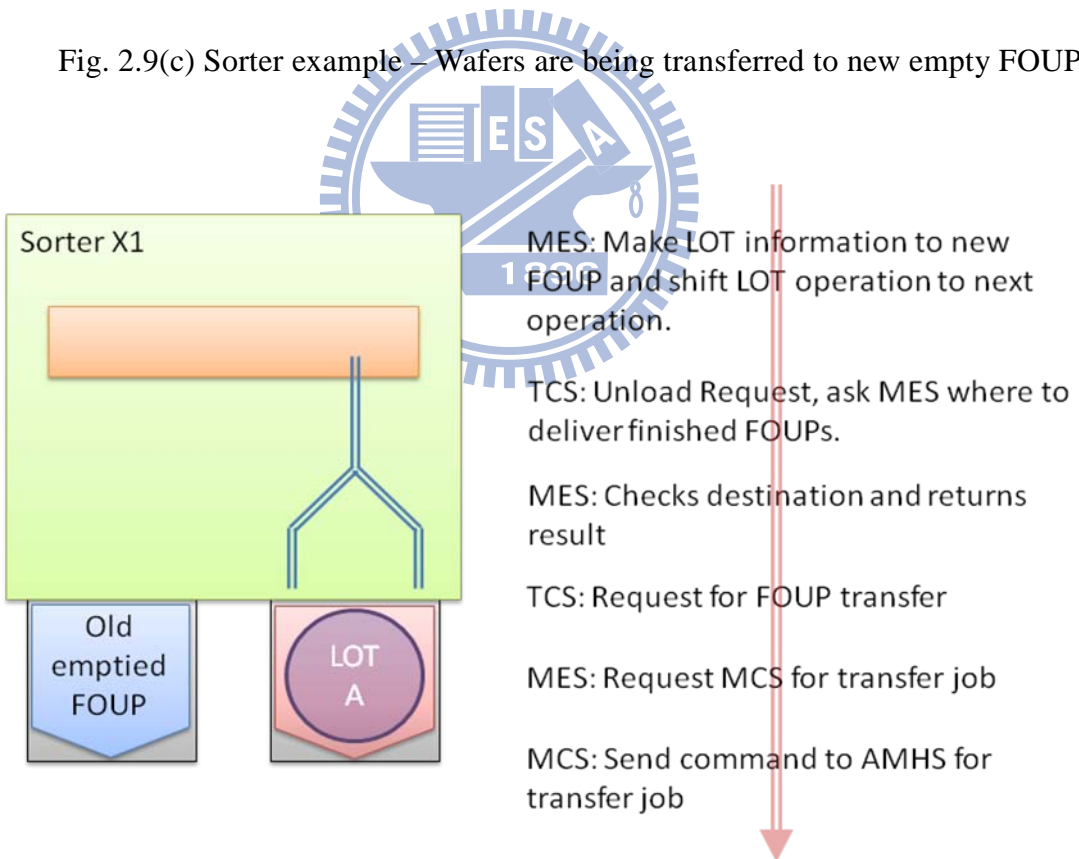 Fig. 2.9(c) Sorter example – Wafers are being transferred to new empty FOUP
E S A
8
1896
Sorter X1
Old
emptied
FOUP
LOT
A
MES: Make LOT information to new
FOUP and shift LOT operation to next
operation.
TCS: Unload Request, ask MES where to
deliver finished FOUPs.
MES: Checks destination and returns
result
TCS: Request for FOUP transfer
MES: Request MCS for transfer job
MCS: Send command to AMHS for
transfer job